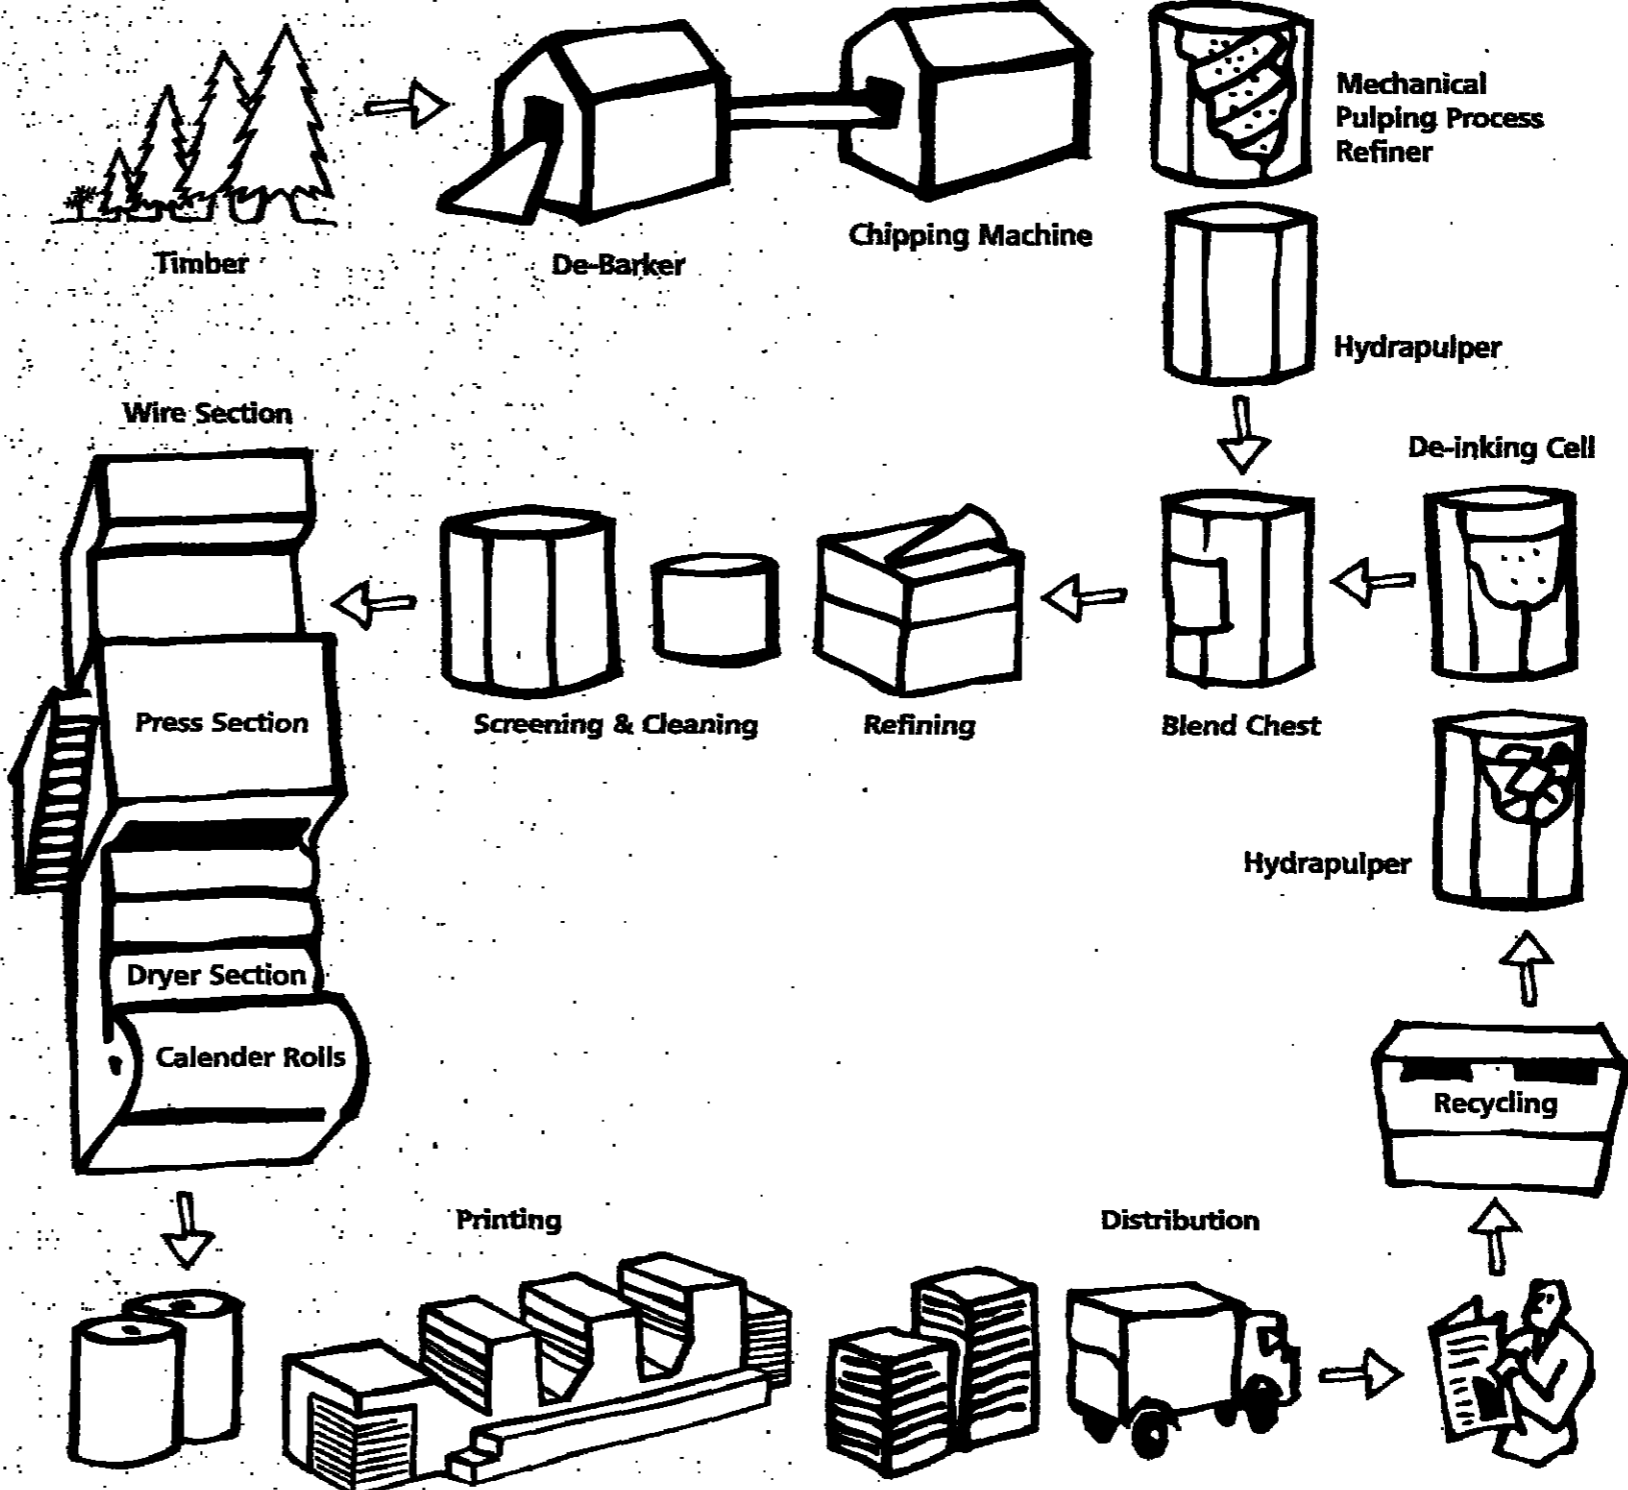 Mechanical
Pulping Process
Refiner
Chipping Machine
Timber
De-Barker
Hydrapulper
Wire Section
De-inking Cell
Press Section
Screening & Cleaning
Refining
Blend Chest
Hydrapulper
Dryer Section
Calender Rolls
Recycling
Printing
Distribution